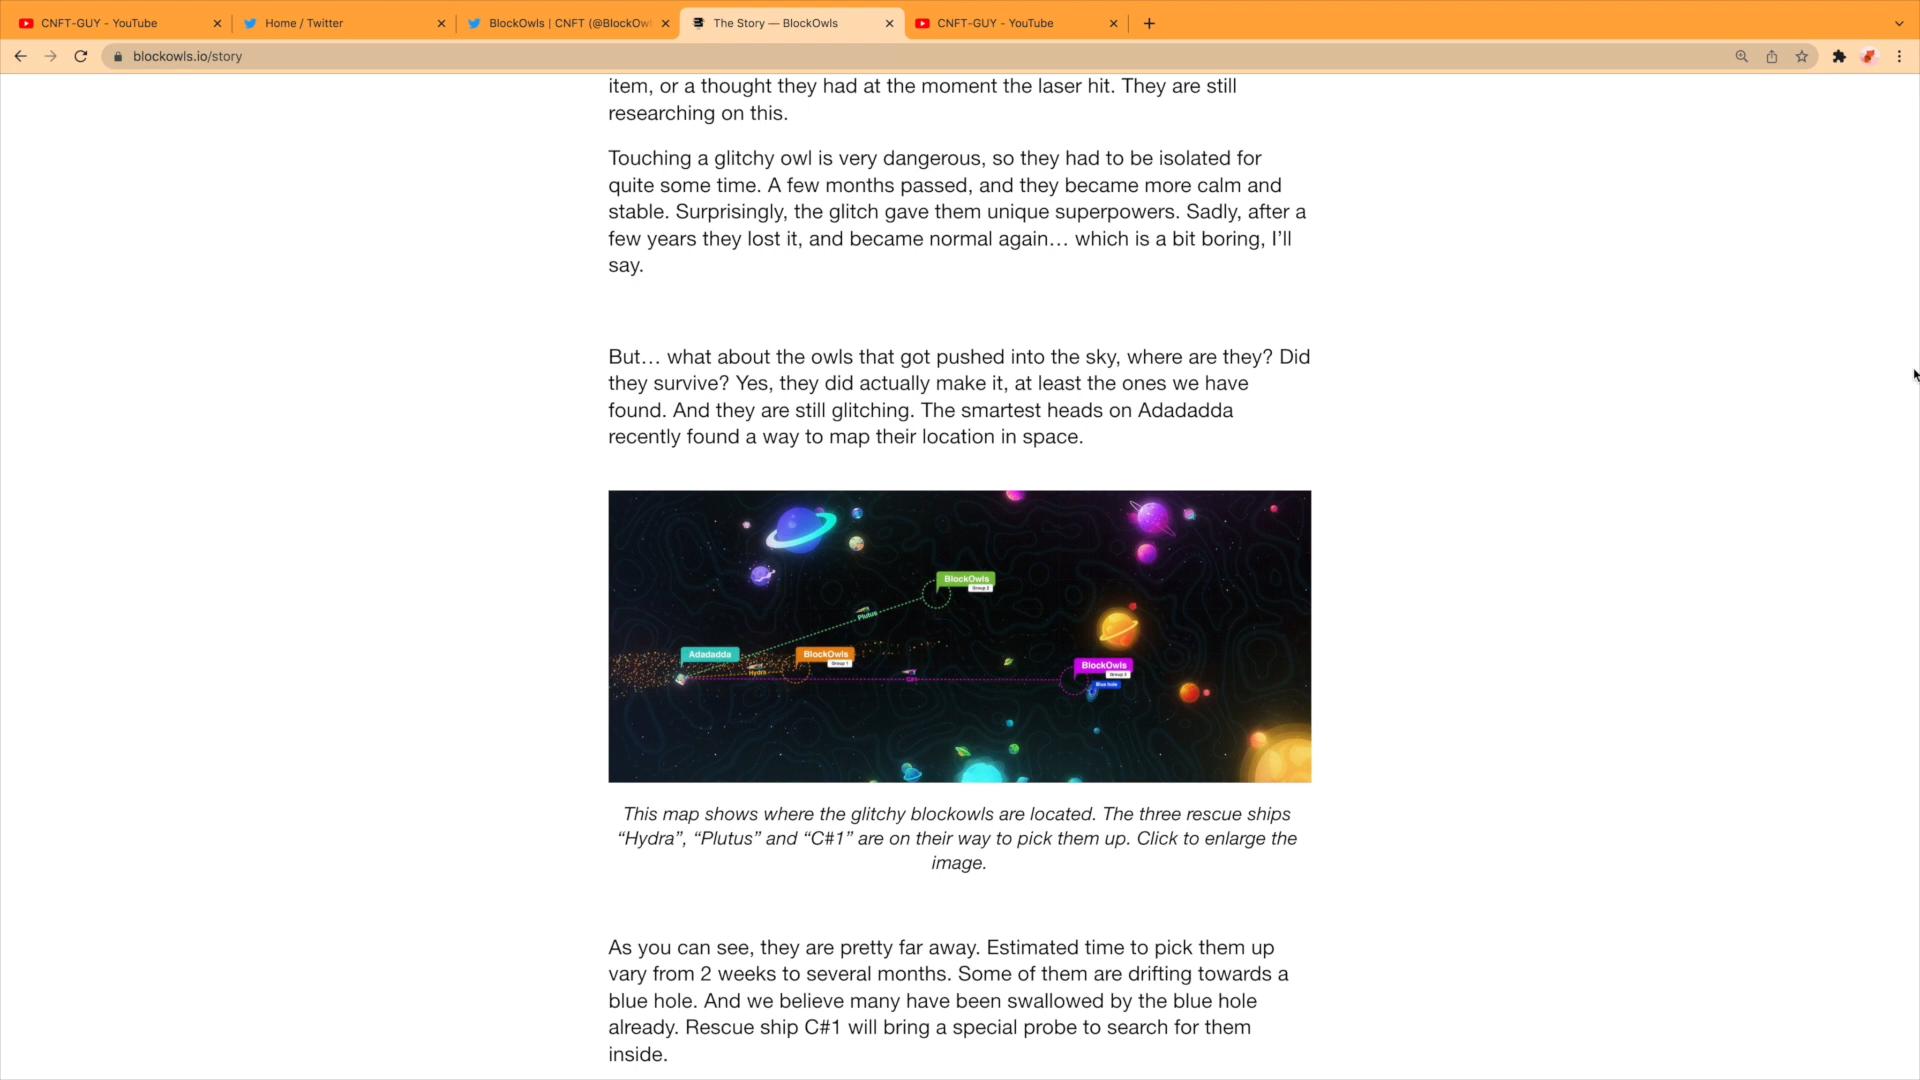 CNFT-GUY - YouTube
Home / Twitter
BlockOwls | CNFT (@BlockOwl
The Story — BlockOwls
CNFT-GUY - YouTube
blockowls.io/story
item, or a thought they had at the moment the laser hit. They are still
researching on this.
Touching a glitchy owl is very dangerous, so they had to be isolated for
quite some time. A few months passed, and they became more calm and
stable. Surprisingly, the glitch gave them unique superpowers. Sadly, after a
few years they lost it, and became normal again… which is a bit boring, I’ll
say.
But… what about the owls that got pushed into the sky, where are they? Did
they survive? Yes, they did actually make it, at least the ones we have
found. And they are still glitching. The smartest heads on Adadadda
recently found a way to map their location in space.
BlockOwls
Group 2
Plutus
Adadadda
BlockOwls
Group 1
Hydra
BlockOwls
Group 3
C#1
Blue hole
This map shows where the glitchy blockowls are located. The three rescue ships
“Hydra”, “Plutus” and “C#1” are on their way to pick them up. Click to enlarge the
image.
As you can see, they are pretty far away. Estimated time to pick them up
vary from 2 weeks to several months. Some of them are drifting towards a
blue hole. And we believe many have been swallowed by the blue hole
already. Rescue ship C#1 will bring a special probe to search for them
inside.